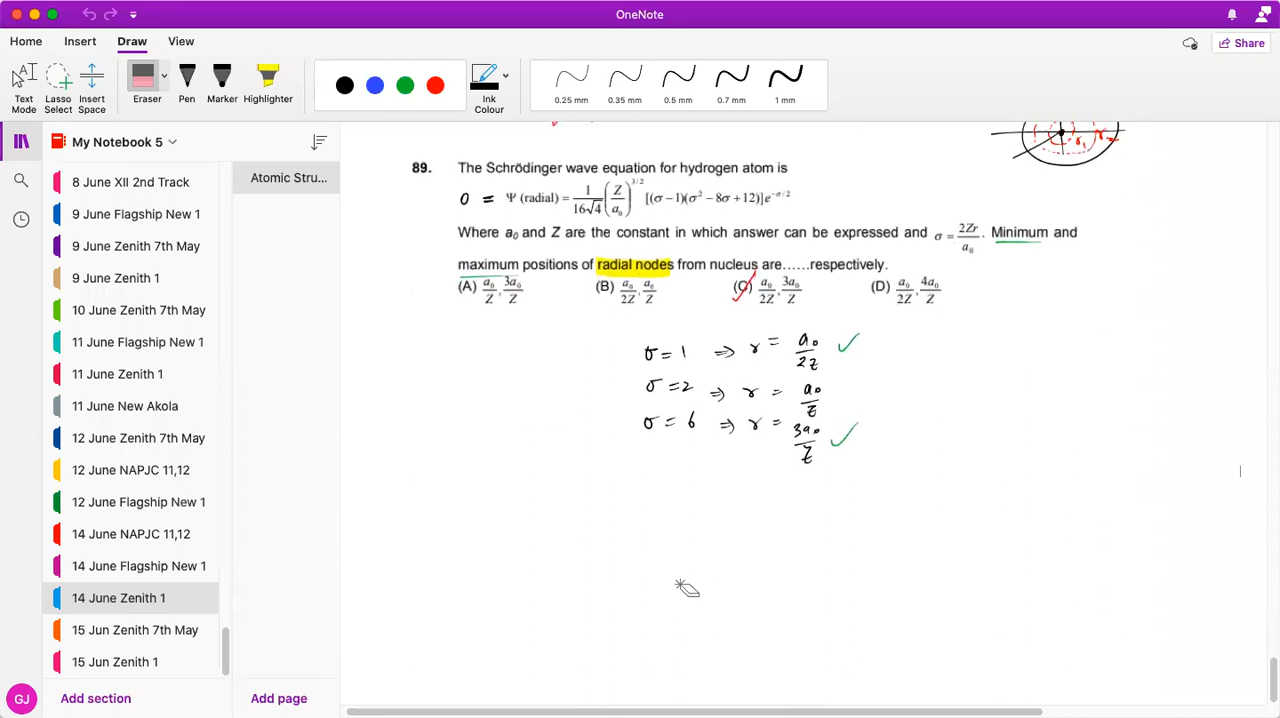 OneNote
Home Insert Draw View
Share
Text Mode
Lasso Select
Insert Space
Eraser
Pen
Marker
Highlighter
Ink Colour
0.25 mm 0.35 mm 0.5 mm 0.7 mm 1 mm
My Notebook 5
8 June XII 2nd Track
9 June Flagship New 1
9 June Zenith 7th May
9 June Zenith 1
10 June Zenith 7th May
11 June Flagship New 1
11 June Zenith 1
11 June New Akola
12 June Zenith 7th May
12 June NAPJC 11,12
12 June Flagship New 1
14 June NAPJC 11,12
14 June Flagship New 1
14 June Zenith 1
15 Jun Zenith 7th May
15 Jun Zenith 1
GJ
Add section
Atomic Stru...
Add page
r₁ r₂
89. The Schrödinger wave equation for hydrogen atom is
0 = Ψ (radial) = 1/(16√4) (Z/a₀)^3/2 [(σ − 1)(σ² − 8σ + 12)] e^−σ/2
Where a₀ and Z are the constant in which answer can be expressed and σ = 2Zr/a₀. Minimum and
maximum positions of radial nodes from nucleus are......respectively.
(A) a₀/Z, 3a₀/Z (B) a₀/2Z, a₀/Z (C) a₀/2Z, 3a₀/Z (D) a₀/2Z, 4a₀/Z
σ = 1 ⇒ r = a₀/2Z ✓
σ = 2 ⇒ r = a₀/Z
σ = 6 ⇒ r = 3a₀/Z ✓